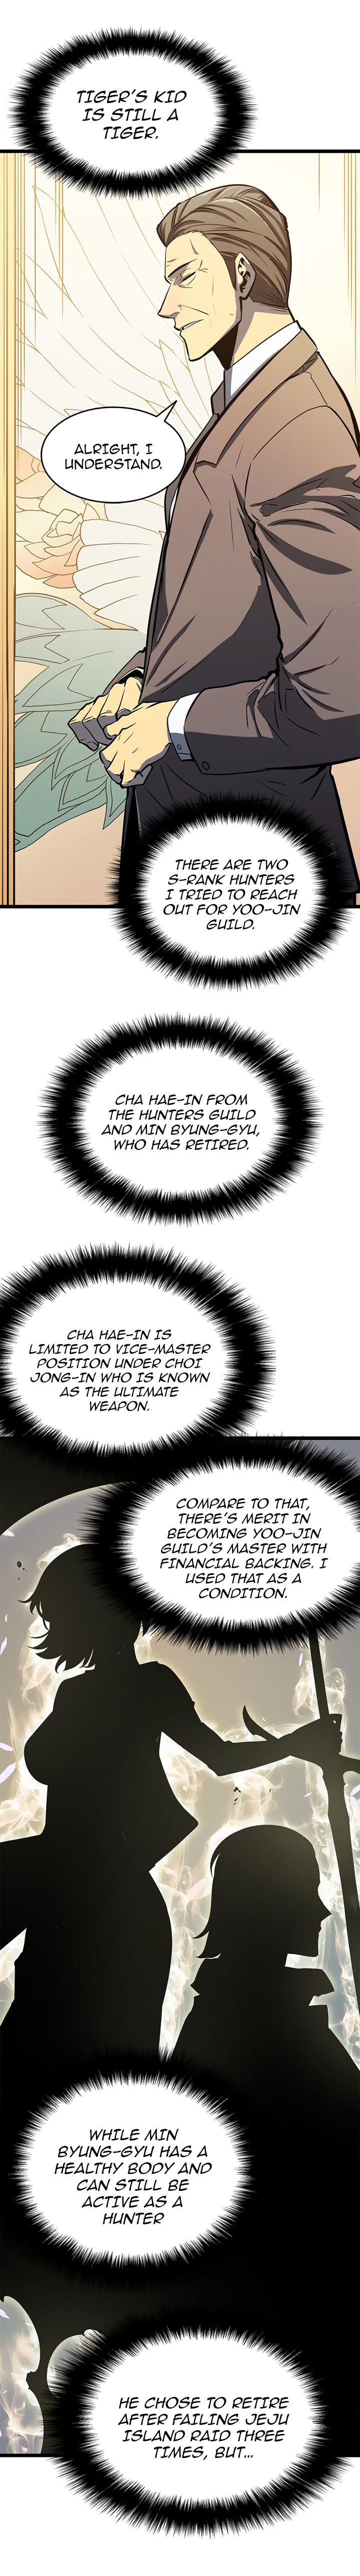 TIGER'S KID
IS STILL A
TIGER.
ALRIGHT, I
UNDERSTAND.
THERE ARE TWO
S-RANK HUNTERS
I TRIED TO REACH
OUT FOR YOO-JIN
GUILD.
CHA HAE-IN FROM
THE HUNTERS GUILD
AND MIN BYUNG-GYU,
WHO HAS RETIRED.
CHA HAE-IN IS
LIMITED TO VICE-MASTER
POSITION UNDER CHOI
JONG-IN WHO IS KNOWN
AS THE ULTIMATE
WEAPON.
COMPARE TO THAT,
THERE'S MERIT IN
BECOMING YOO-JIN
GUILD'S MASTER WITH
FINANCIAL BACKING. I
USED THAT AS A
CONDITION.
WHILE MIN
BYUNG-GYU HAS A
HEALTHY BODY AND
CAN STILL BE
ACTIVE AS A
HUNTER
HE CHOSE TO RETIRE
AFTER FAILING JEJU
ISLAND RAID THREE
TIMES, BUT...